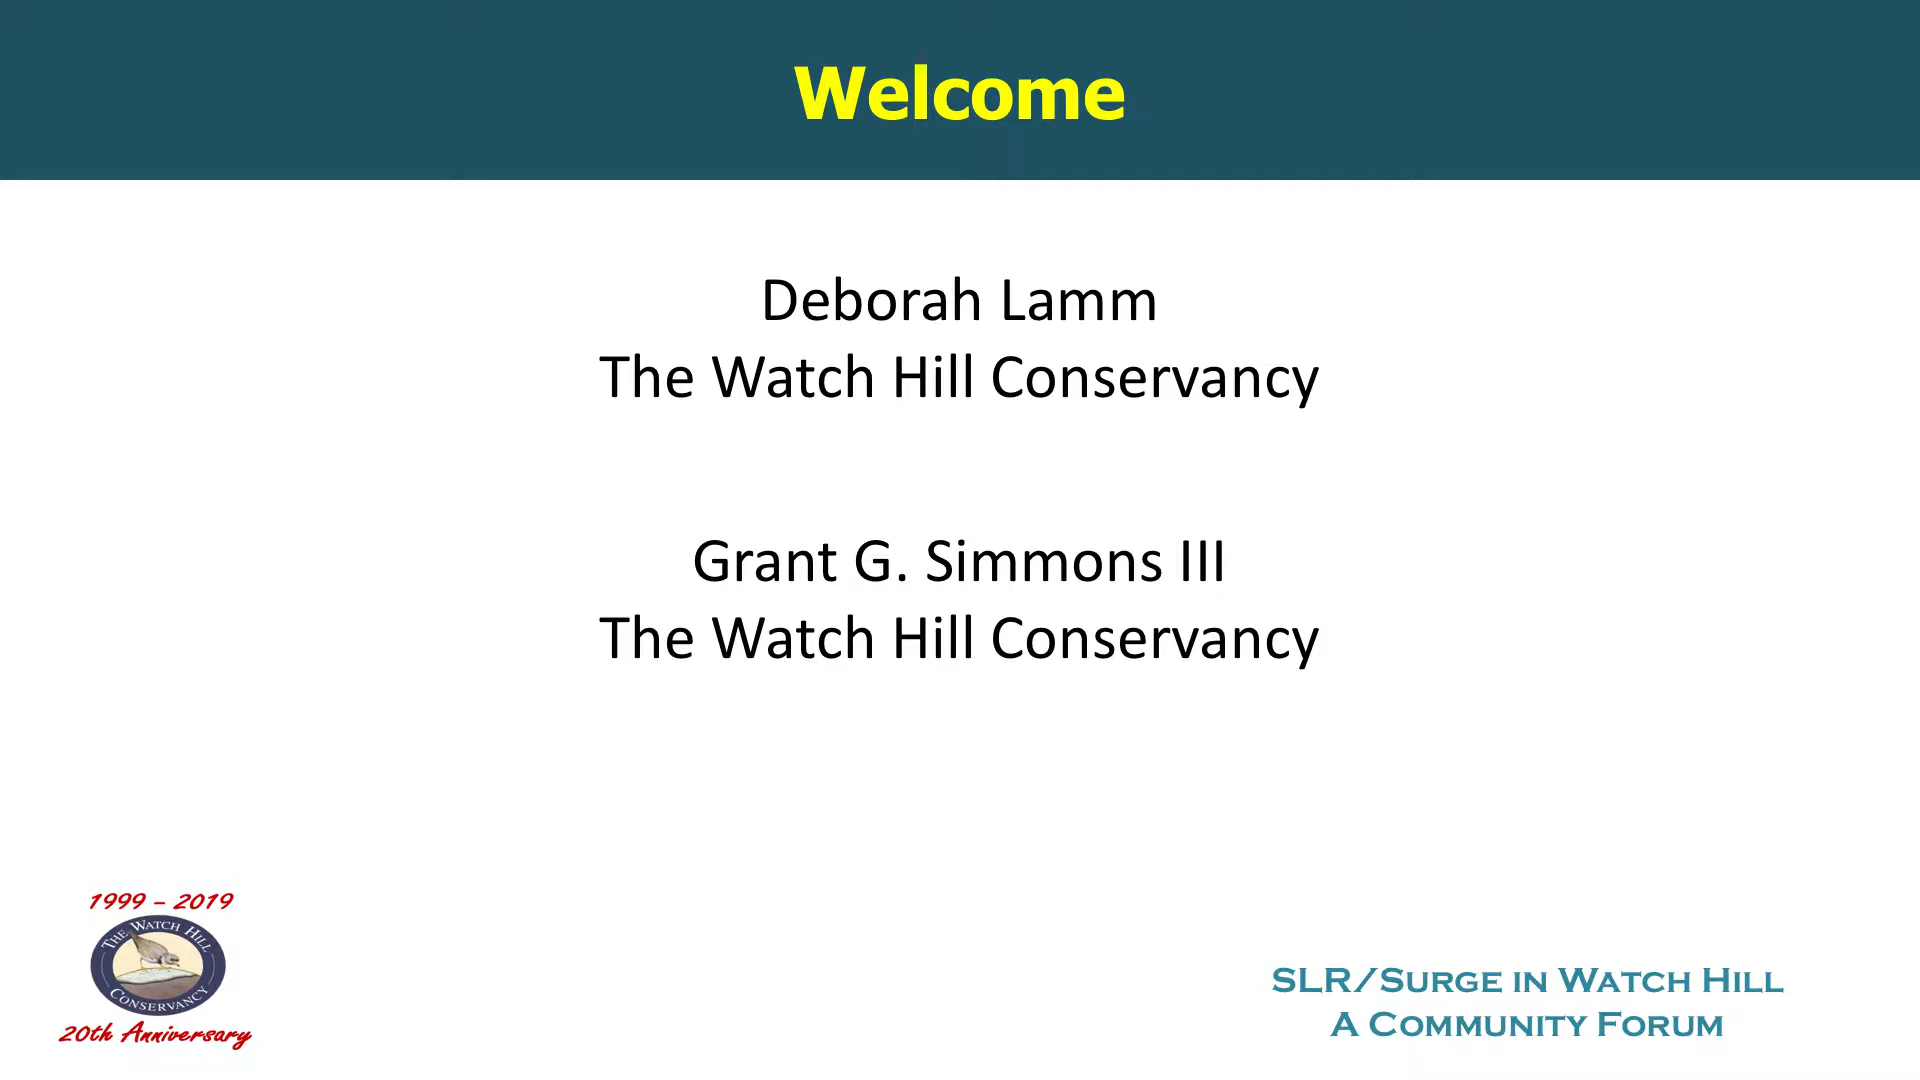 Welcome
Deborah Lamm
The Watch Hill Conservancy
Grant G. Simmons III
The Watch Hill Conservancy
1999 – 2019
THE WATCH HILL
CONSERVANCY
20th Anniversary
SLR/SURGE IN WATCH HILL
A COMMUNITY FORUM